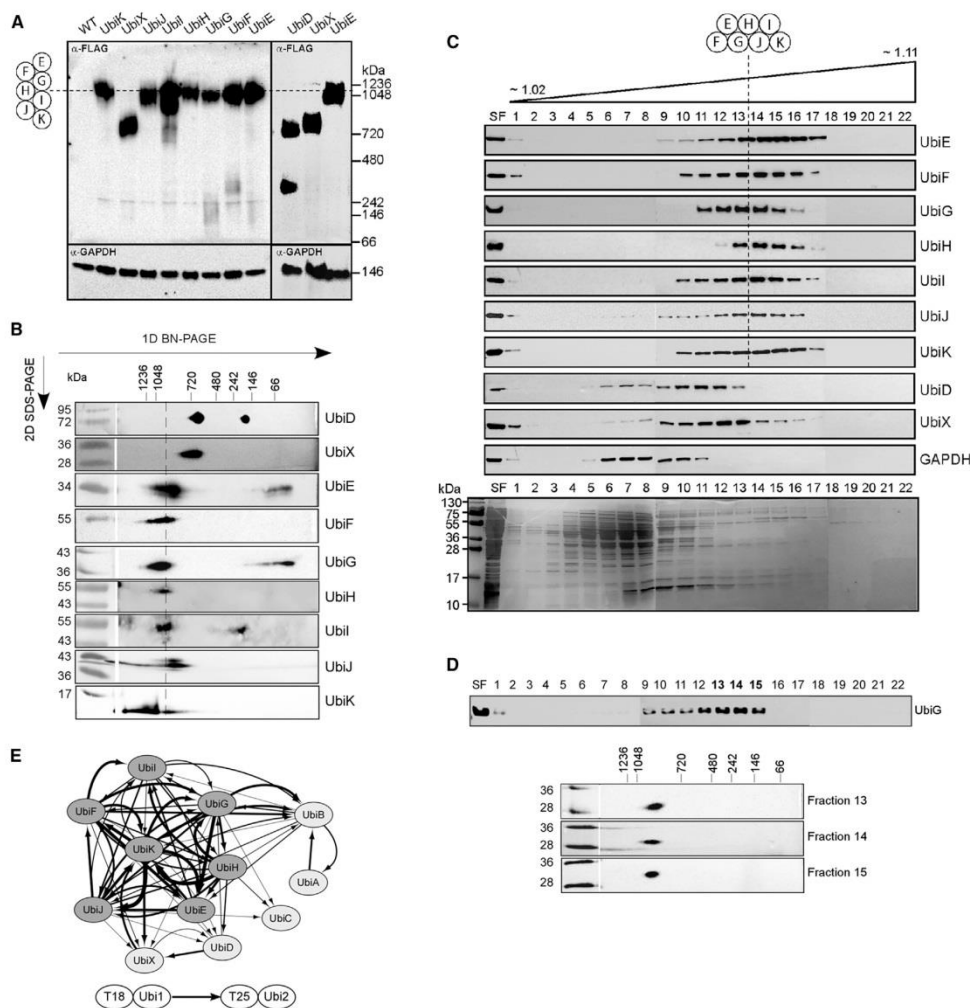 A
WT UbiK UbiX UbiJ UbiI UbiH UbiG UbiF UbiE UbiD UbiX UbiE
α-FLAG α-FLAG
kDa
E
F
G
H
I
J
K
1236
1048
720
480
242
146
66
α-GAPDH α-GAPDH
146
B
1D BN-PAGE
2D SDS-PAGE
kDa
1236 1048 720 480 242 146 66
95
72
UbiD
36
28
UbiX
34
UbiE
55
UbiF
43
36
UbiG
55
43
UbiH
55
43
UbiI
43
36
UbiJ
17
UbiK
C
E H I
F G J K
~ 1.02
~ 1.11
SF 1 2 3 4 5 6 7 8 9 10 11 12 13 14 15 16 17 18 19 20 21 22
UbiE
UbiF
UbiG
UbiH
UbiI
UbiJ
UbiK
UbiD
UbiX
GAPDH
kDa SF 1 2 3 4 5 6 7 8 9 10 11 12 13 14 15 16 17 18 19 20 21 22
130
75
55
36
28
17
10
D
SF 1 2 3 4 5 6 7 8 9 10 11 12 13 14 15 16 17 18 19 20 21 22
UbiG
1236 1048 720 480 242 146 66
36
28
Fraction 13
36
28
Fraction 14
36
28
Fraction 15
E
UbiI
UbiF
UbiG
UbiB
UbiK
UbiH
UbiA
UbiJ
UbiE
UbiC
UbiD
UbiX
T18 Ubi1 T25 Ubi2